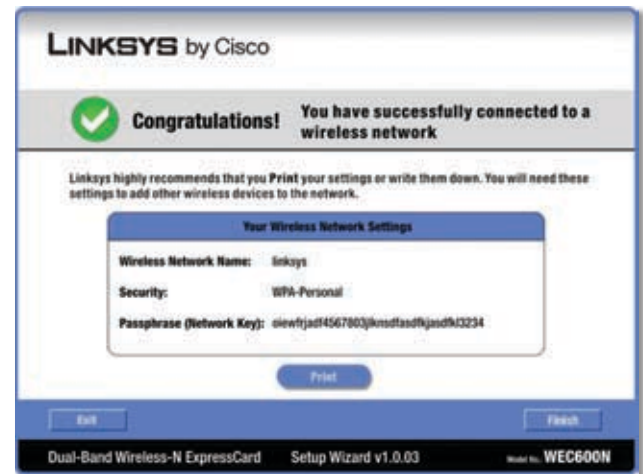 LINKSYS by Cisco
Congratulations!
You have successfully connected to a
wireless network
Linksys highly recommends that you Print your settings or write them down. You will need these
settings to add other wireless devices to the network.
Your Wireless Network Settings
Wireless Network Name: linksys
Security: WPA-Personal
Passphrase (Network Key):
Print
Exit
Finish
Dual-Band Wireless-N ExpressCard Setup Wizard v1.0.03 Model No. WEC600N